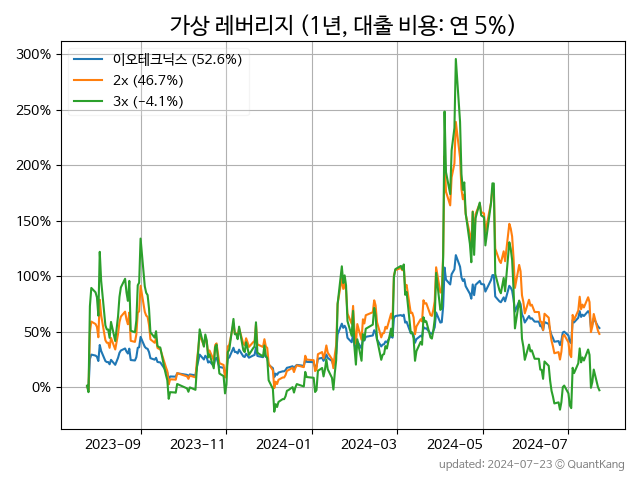 가상 레버리지 (1년, 대출 비용: 연 5%)
이오테크닉스 (52.6%)
2x (46.7%)
3x (−4.1%)
300%
250%
200%
150%
100%
50%
0%
2023-09 2023-11 2024-01 2024-03 2024-05 2024-07
updated: 2024-07-23 © QuantKang